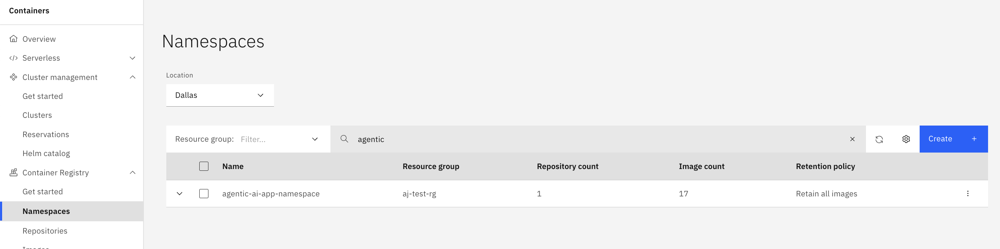 Containers
Overview
Serverless
Cluster management
Get started
Clusters
Reservations
Helm catalog
Container Registry
Get started
Namespaces
Repositories
Images
Namespaces
Location
Dallas
Resource group: Filter...
agentic
Create +
Name Resource group Repository count Image count Retention policy
agentic-ai-app-namespace aj-test-rg 1 17 Retain all images